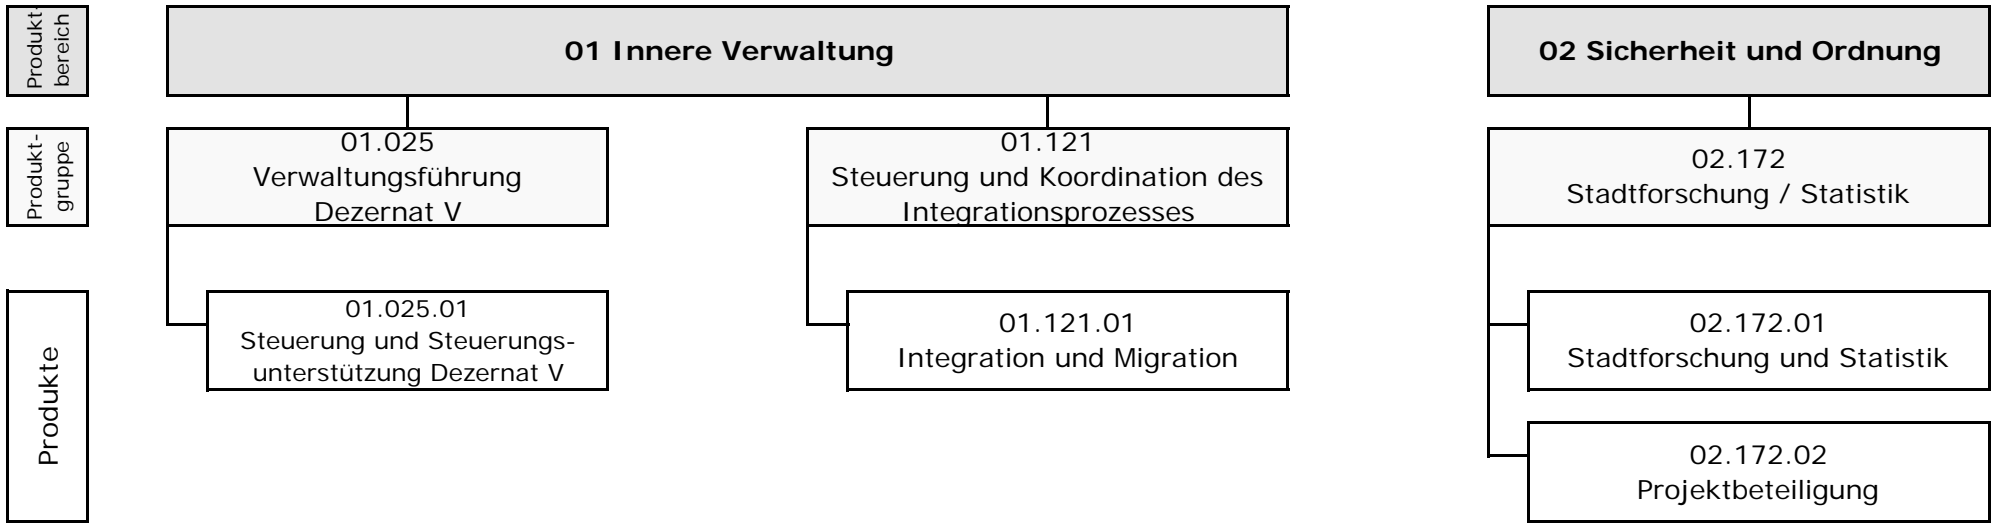 Produkt-
bereich
01 Innere Verwaltung
02 Sicherheit und Ordnung
Produkt-
gruppe
01.025
Verwaltungsführung
Dezernat V
01.121
Steuerung und Koordination des
Integrationsprozesses
02.172
Stadtforschung / Statistik
Produkte
01.025.01
Steuerung und Steuerungs-
unterstützung Dezernat V
01.121.01
Integration und Migration
02.172.01
Stadtforschung und Statistik
02.172.02
Projektbeteiligung